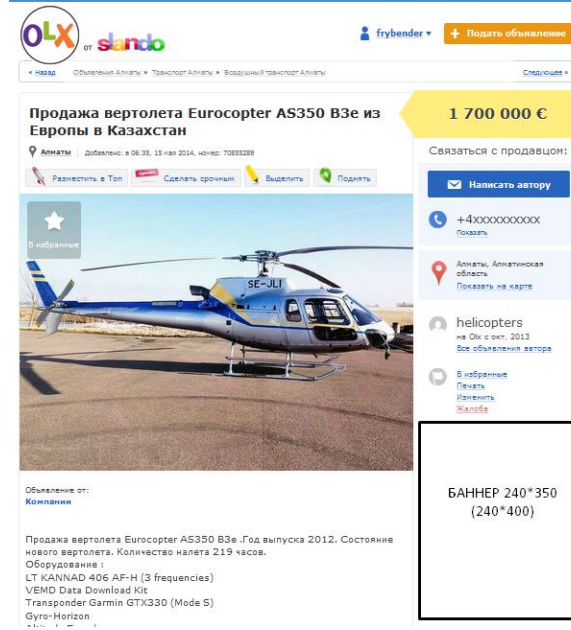 OLX от slando
frybender
Подать объявление
« Назад
Объявления Алматы » Транспорт Алматы » Воздушный транспорт Алматы
Следующее »
Продажа вертолета Eurocopter AS350 B3e из
Европы в Казахстан
1 700 000 €
Алматы
Добавлено: в 06:35, 15 мая 2014, номер: 70855289
Связаться с продавцом:
Разместить в Топ
Сделать срочным
Выделить
Поднять
Написать автору
В избранные
+4xxxxxxxxxx
Показать
SE-JLI
Алматы, Алматинская
область
Показать на карте
helicopters
на Olx с окт. 2013
Все объявления автора
В избранные
Печать
Изменить
Жалоба
БАННЕР 240*350
(240*400)
Объявление от:
Компании
Продажа вертолета Eurocopter AS350 B3e .Год выпуска 2012. Состояние
нового вертолета. Количество налета 219 часов.
Оборудование :
LT KANNAD 406 AF-H (3 frequencies)
VEMD Data Download Kit
Transponder Garmin GTX330 (Mode S)
Gyro-Horizon